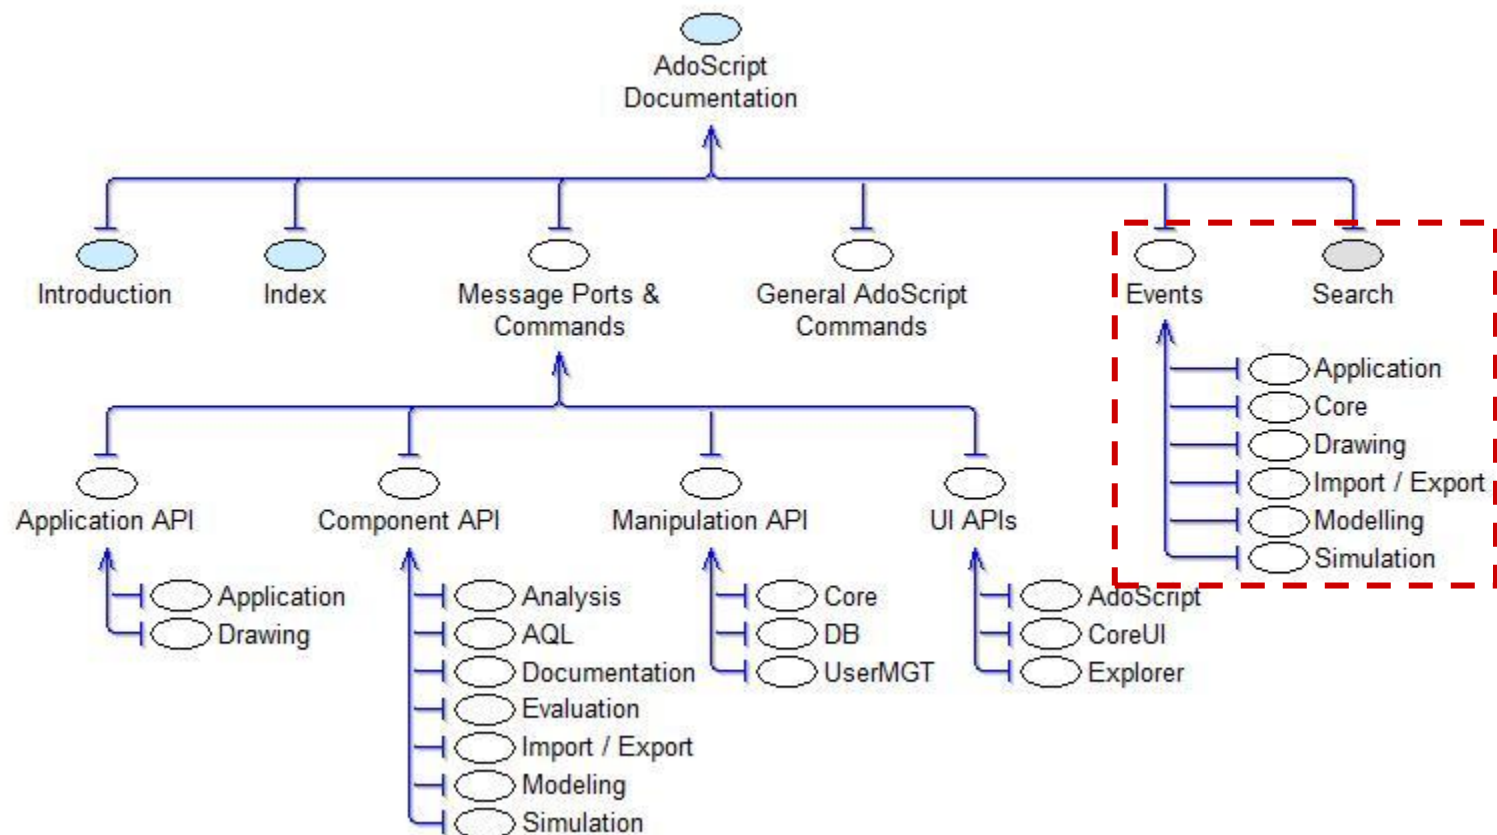 AdoScript
Documentation
Introduction
Index
Message Ports &
Commands
General AdoScript
Commands
Events
Search
Application
Core
Drawing
Import / Export
Modelling
Simulation
Application API
Component API
Manipulation API
UI APIs
Application
Drawing
Analysis
AQL
Documentation
Evaluation
Import / Export
Modeling
Simulation
Core
DB
UserMGT
AdoScript
CoreUI
Explorer